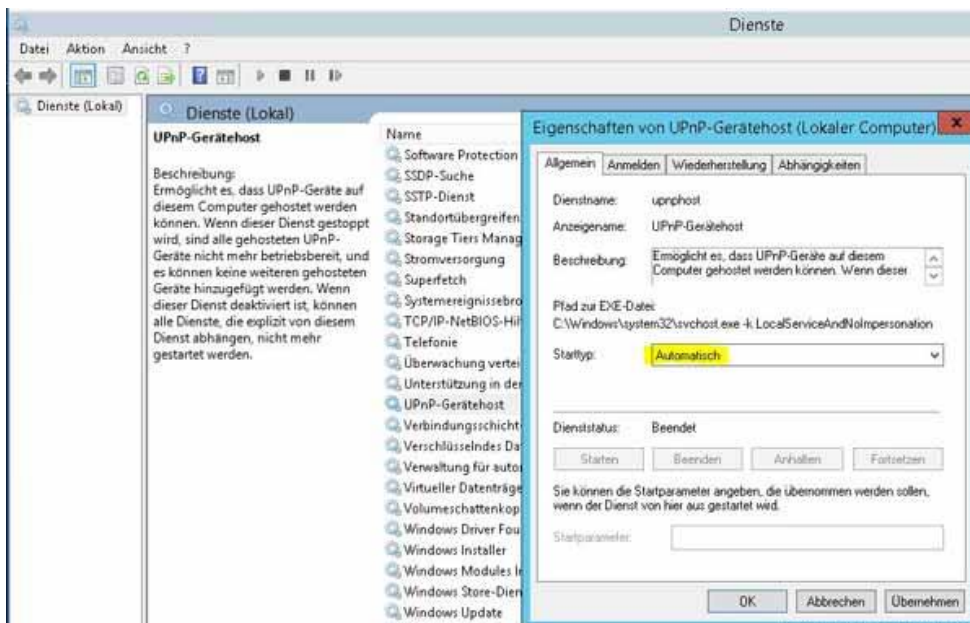 Dienste
Datei Aktion Ansicht ?
Dienste (Lokal)
Dienste (Lokal)
UPnP-Gerätehost
Beschreibung:
Ermöglicht es, dass UPnP-Geräte auf
diesem Computer gehostet werden
können. Wenn dieser Dienst gestoppt
wird, sind alle gehosteten UPnP-
Geräte nicht mehr betriebsbereit, und
es können keine weiteren gehosteten
Geräte hinzugefügt werden. Wenn
dieser Dienst deaktiviert ist, können
alle Dienste, die explizit von diesem
Dienst abhängen, nicht mehr
gestartet werden.
Name
Software Protection
SSDP-Suche
SSTP-Dienst
Standortübergreifen
Storage Tiers Manag
Stromversorgung
Superfetch
Systemereignissebro
TCP/IP-NetBIOS-Hil
Telefonie
Überwachung vertei
Unterstützung in der
UPnP-Gerätehost
Verbindungsschicht
Verschlüsselndes Da
Verwaltung für auto
Virtueller Datenträge
Volumeschattenkop
Windows Driver Fou
Windows Installer
Windows Modules I
Windows Store-Dien
Windows Update
Eigenschaften von UPnP-Gerätehost (Lokaler Computer)
Allgemein Anmelden Wiederherstellung Abhängigkeiten
Dienstname: upnphost
Anzeigename: UPnP-Gerätehost
Beschreibung: Ermöglicht es, dass UPnP-Geräte auf diesem
Computer gehostet werden können. Wenn dieser
Pfad zur EXE-Datei:
C:\Windows\system32\svchost.exe -k LocalServiceAndNoImpersonation
Starttyp: Automatisch
Dienststatus: Beendet
Starten Beenden Anhalten Fortsetzen
Sie können die Startparameter angeben, die übernommen werden sollen,
wenn der Dienst von hier aus gestartet wird.
Startparameter:
OK Abbrechen Übernehmen